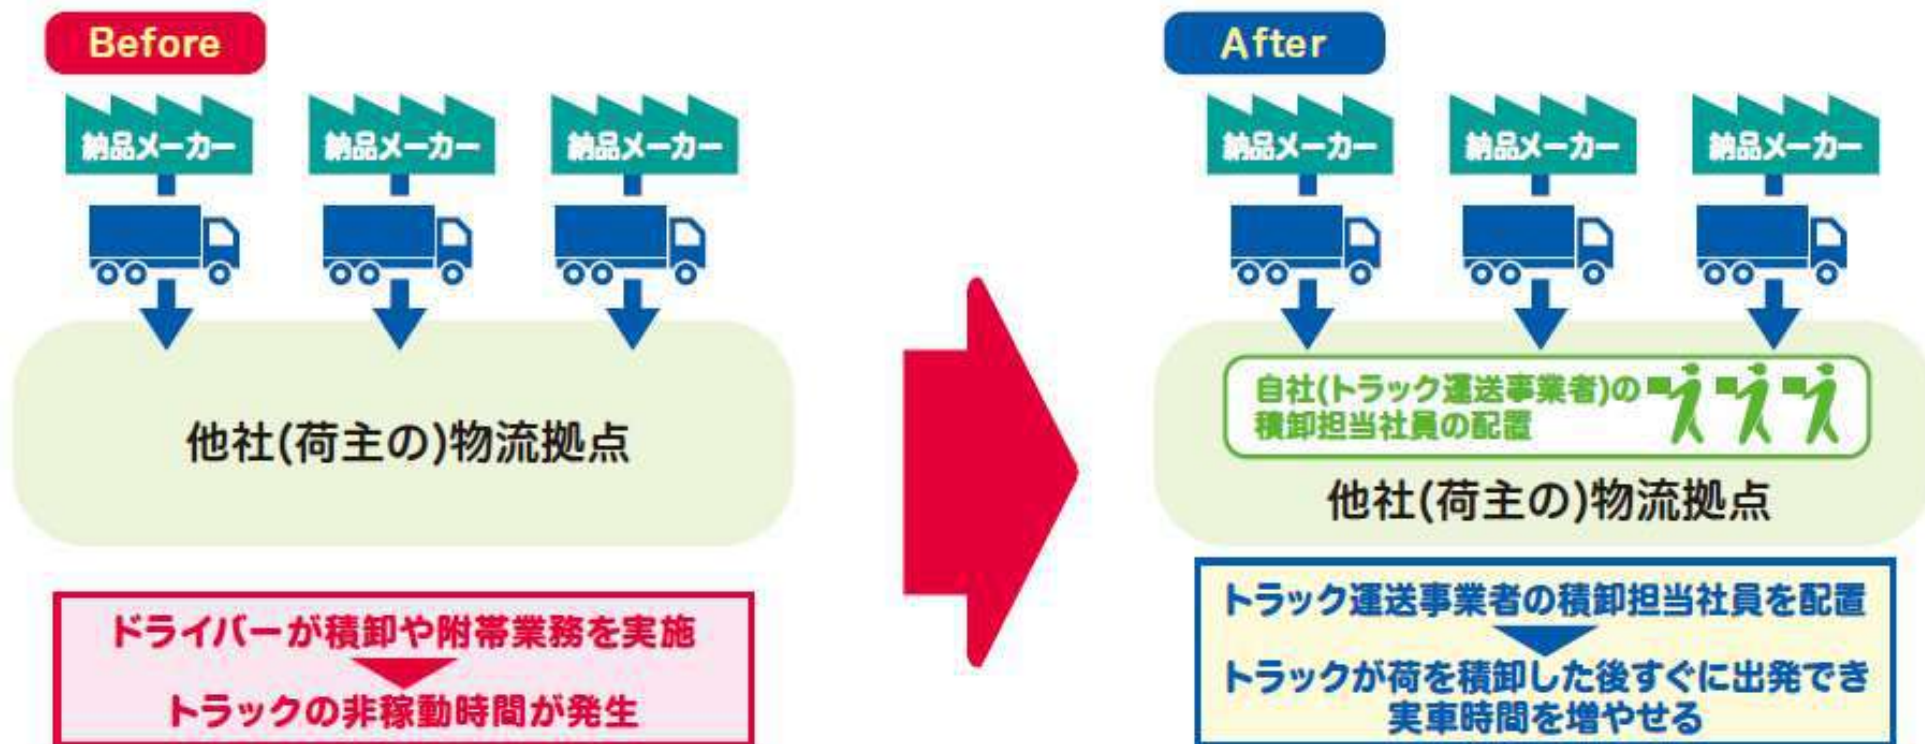 Before
納品メーカー
納品メーカー
納品メーカー
他社(荷主の)物流拠点
ドライバーが積卸や附帯業務を実施
トラックの非稼動時間が発生
After
納品メーカー
納品メーカー
納品メーカー
自社(トラック運送事業者)の
積卸担当社員の配置
他社(荷主の)物流拠点
トラック運送事業者の積卸担当社員を配置
トラックが荷を積卸した後すぐに出発でき
実車時間を増やせる